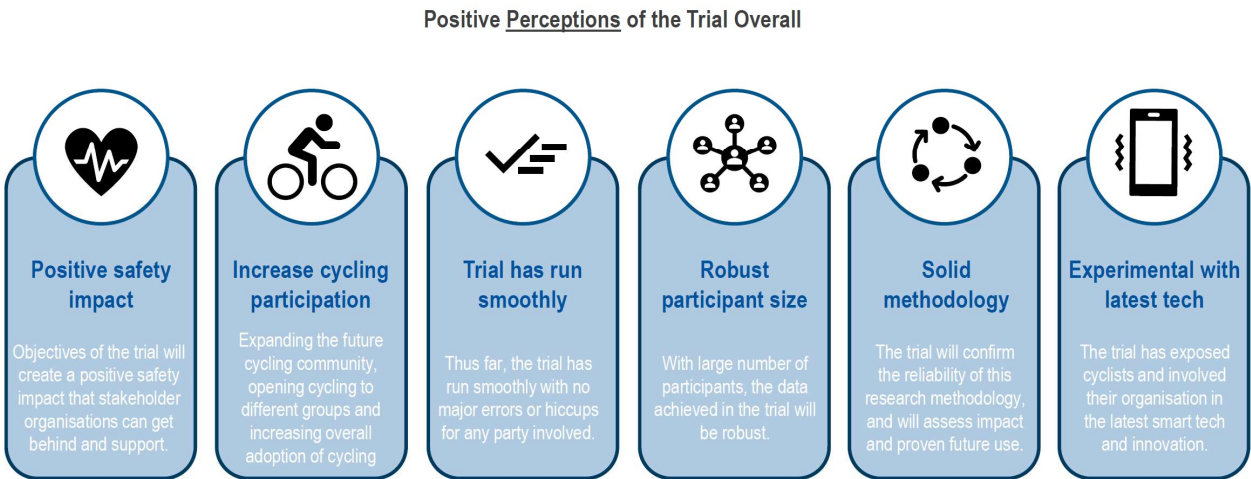 Positive Perceptions of the Trial Overall
Positive safety
impact
Objectives of the trial will
create a positive safety
impact that stakeholder
organisations can get
behind and support.
Increase cycling
participation
Expanding the future
cycling community,
opening cycling to
different groups and
increasing overall
adoption of cycling
Trial has run
smoothly
Thus far, the trial has
run smoothly with no
major errors or hiccups
for any party involved.
Robust
participant size
With large number of
participants, the data
achieved in the trial will
be robust.
Solid
methodology
The trial will confirm
the reliability of this
research methodology,
and will assess impact
and proven future use.
Experimental with
latest tech
The trial has exposed
cyclists and involved
their organisation in
the latest smart tech
and innovation.